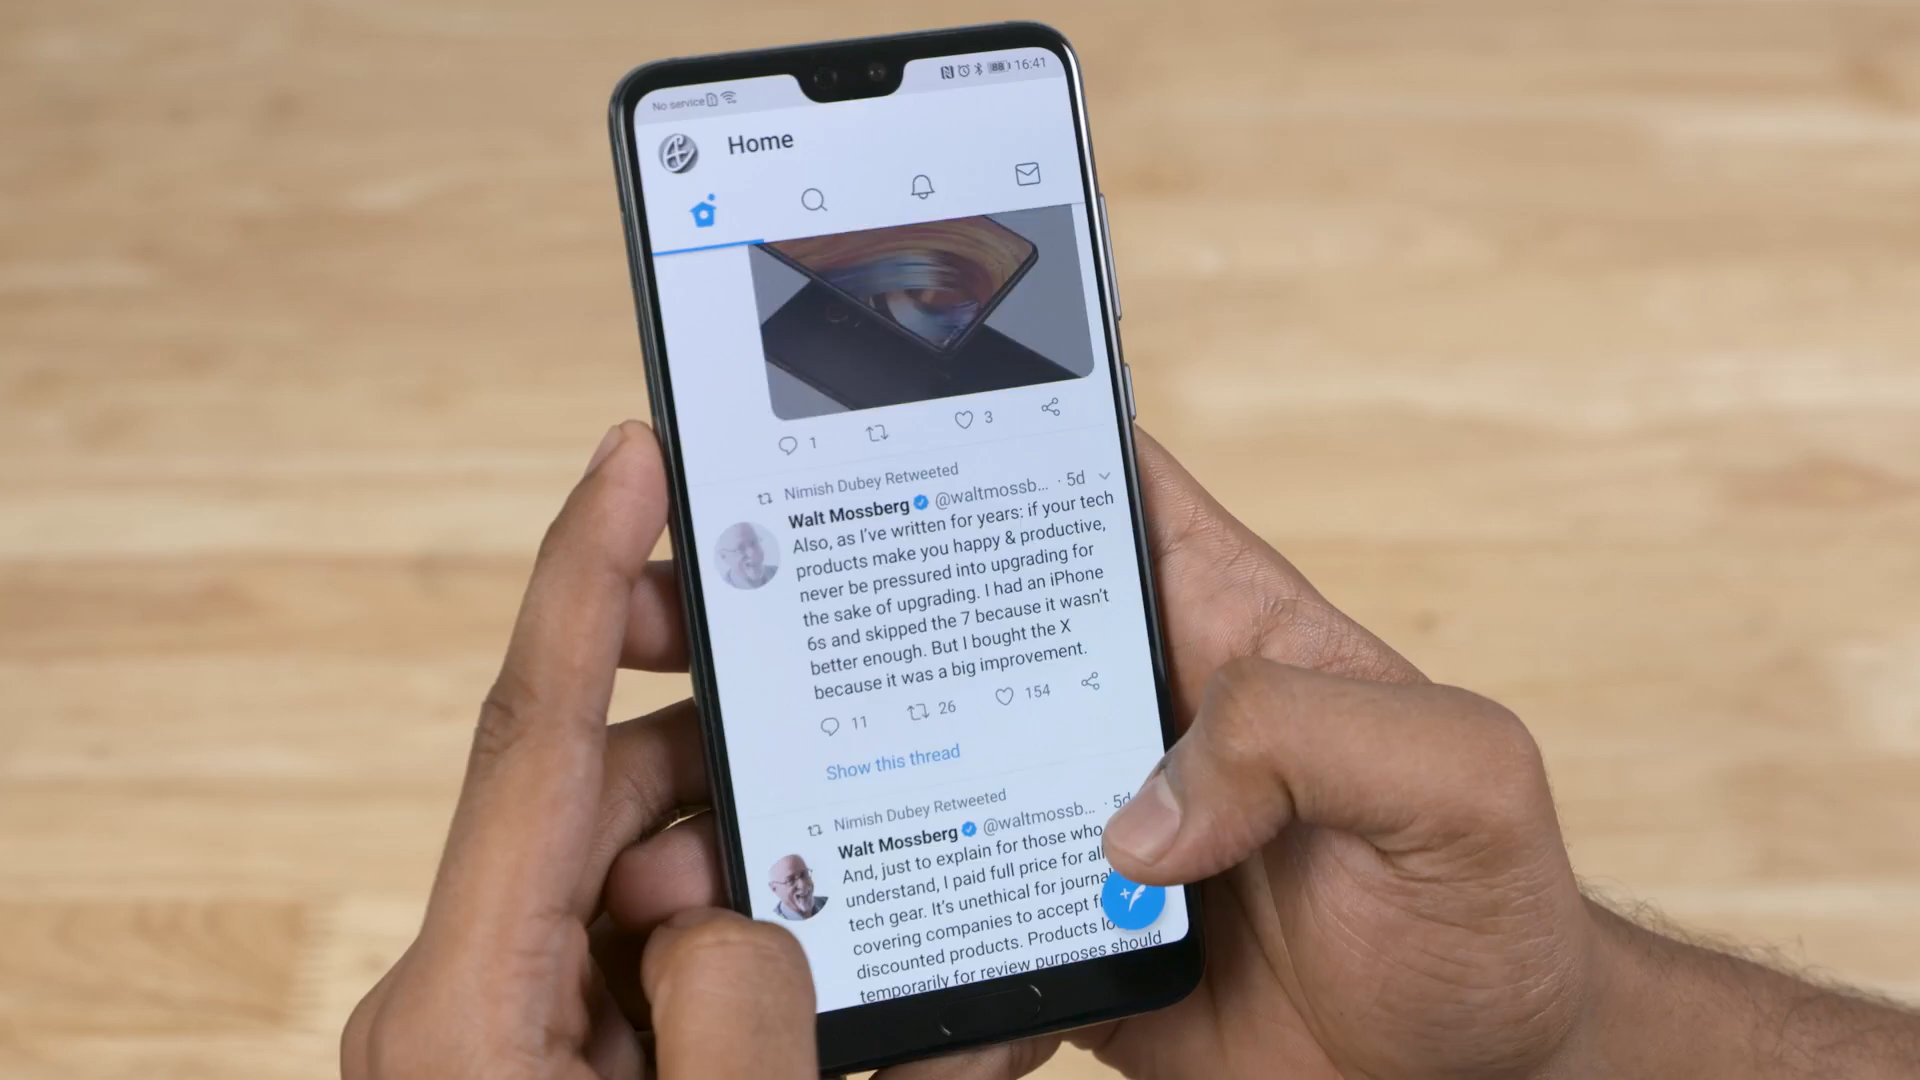 No service
88 16:41
Home
1 3
Nimish Dubey Retweeted
Walt Mossberg @waltmossb... · 5d
Also, as I've written for years: if your tech
products make you happy & productive,
never be pressured into upgrading for
the sake of upgrading. I had an iPhone
6s and skipped the 7 because it wasn't
better enough. But I bought the X
because it was a big improvement.
11 26 154
Show this thread
Nimish Dubey Retweeted
Walt Mossberg @waltmossb... · 5d
And, just to explain for those who
understand, I paid full price for all
tech gear. It's unethical for
covering companies to accept
discounted products. Products
temporarily for review purposes should